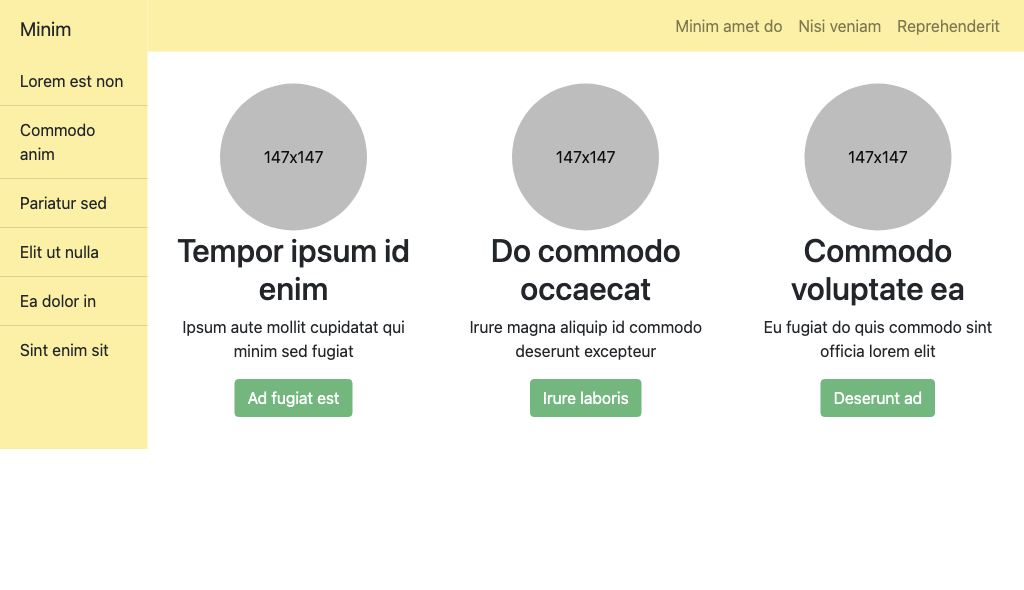 Minim
Lorem est non
Commodo
anim
Pariatur sed
Elit ut nulla
Ea dolor in
Sint enim sit
Minim amet do
Nisi veniam
Reprehenderit
147x147
Tempor ipsum id
enim
Ipsum aute mollit cupidatat qui
minim sed fugiat
Ad fugiat est
147x147
Do commodo
occaecat
Irure magna aliquip id commodo
deserunt excepteur
Irure laboris
147x147
Commodo
voluptate ea
Eu fugiat do quis commodo sint
officia lorem elit
Deserunt ad